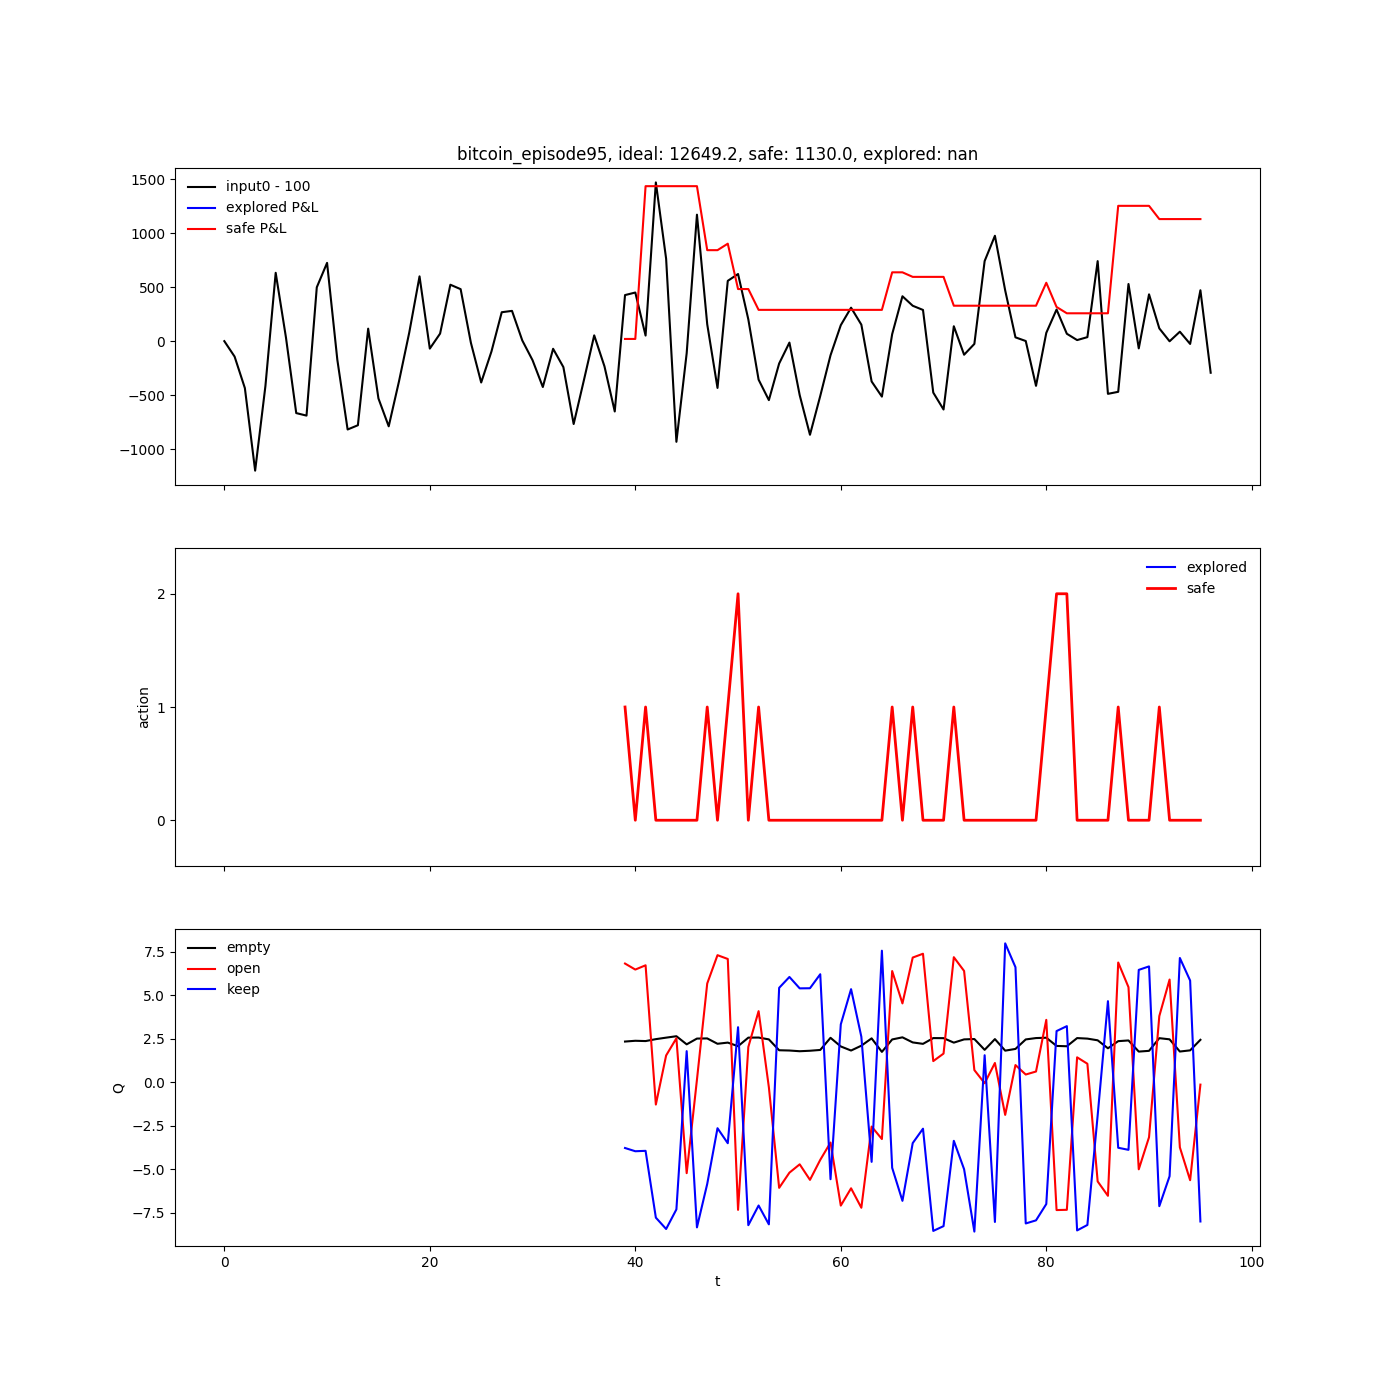 bitcoin_episode95, ideal: 12649.2, safe: 1130.0, explored: nan
1500
1000
500
0
−500
−1000
input0 - 100
explored P&L
safe P&L
2
1
0
action
explored
safe
7.5
5.0
2.5
0.0
−2.5
−5.0
−7.5
Q
empty
open
keep
0 20 40 60 80 100
t